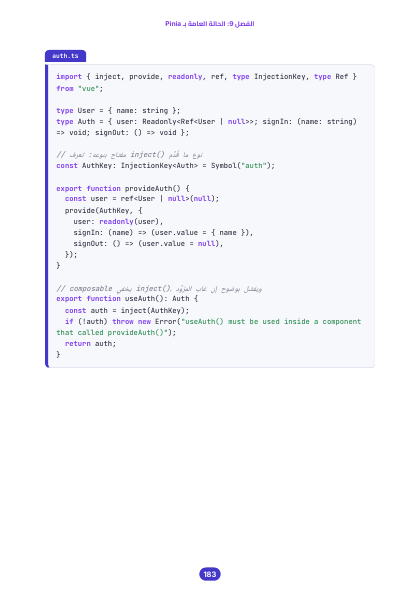 الفصل 9: الحالة العامة بـ Pinia
auth.ts
import { inject, provide, readonly, ref, type InjectionKey, type Ref }
from "vue";
type User = { name: string };
type Auth = { user: Readonly<Ref<User | null>>; signIn: (name: string)
=> void; signOut: () => void };
// مفتاح بنوعه: تعرف inject() نوع ما قُدِّم
const AuthKey: InjectionKey<Auth> = Symbol("auth");
export function provideAuth() {
const user = ref<User | null>(null);
provide(AuthKey, {
user: readonly(user),
signIn: (name) => (user.value = { name }),
signOut: () => (user.value = null),
});
}
// composable يخفي inject()، ويفشل بوضوح إن غاب المزوِّد
export function useAuth(): Auth {
const auth = inject(AuthKey);
if (!auth) throw new Error("useAuth() must be used inside a component
that called provideAuth()");
return auth;
}
183